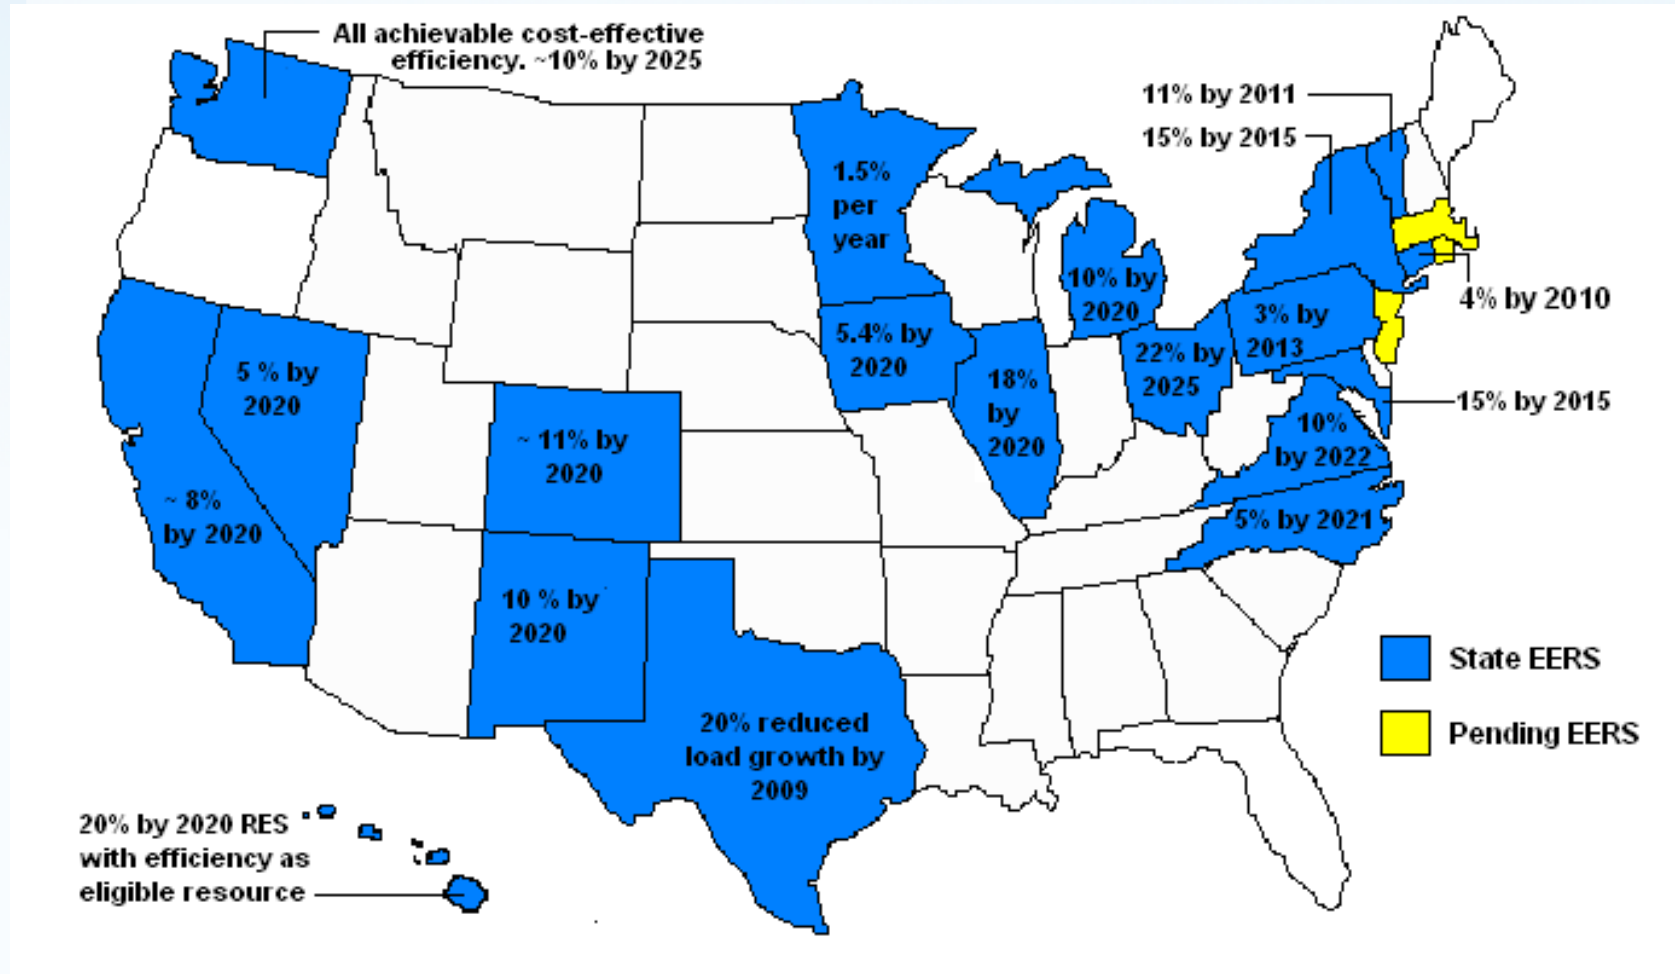 All achievable cost-effective
efficiency. ~10% by 2025
11% by 2011
15% by 2015
1.5%
per
year
10% by
2020
4% by 2010
3% by
2013
5.4% by
2020
22% by
2025
5 % by
2020
18%
by
2020
15% by 2015
~ 11% by
2020
10%
by 2022
~ 8%
by 2020
5% by 2021
10 % by
2020
State EERS
20% reduced
load growth by
2009
Pending EERS
20% by 2020 RES
with efficiency as
eligible resource